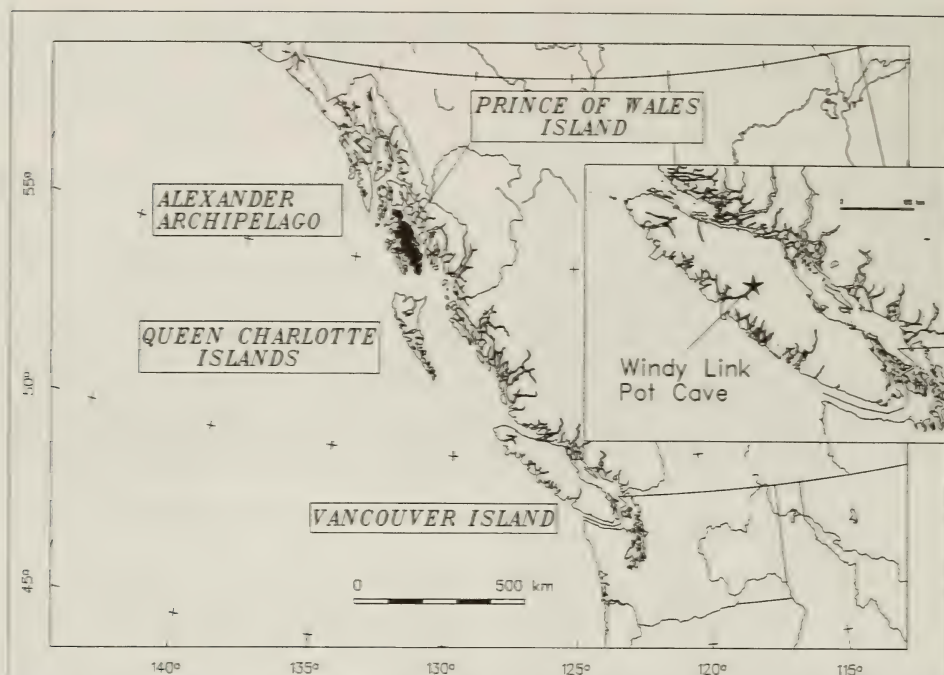 PRINCE OF WALES
ISLAND
ALEXANDER
ARCHIPELAGO
QUEEN CHARLOTTE
ISLANDS
Windy Link
Pot Cave
VANCOUVER ISLAND
0 500 km
55°
50°
45°
140° 135° 130° 125° 120° 115°